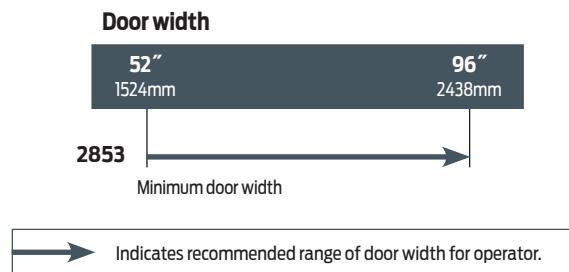 Door width
52″ 96″
1524mm 2438mm
2853
Minimum door width
Indicates recommended range of door width for operator.